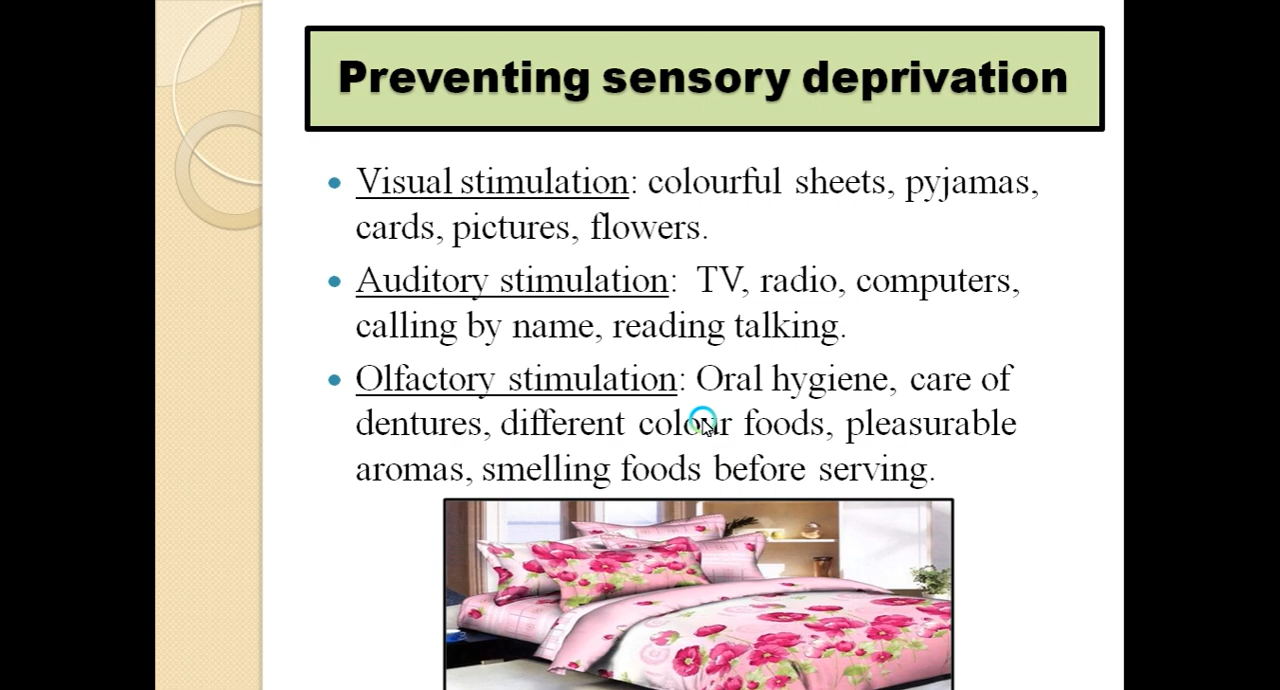 Preventing sensory deprivation
• Visual stimulation: colourful sheets, pyjamas,
cards, pictures, flowers.
• Auditory stimulation: TV, radio, computers,
calling by name, reading talking.
• Olfactory stimulation: Oral hygiene, care of
dentures, different colour foods, pleasurable
aromas, smelling foods before serving.